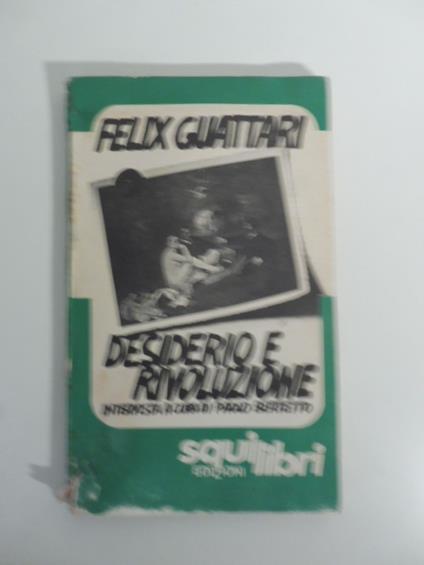 FELIX GUATTARI
DESIDERIO E
RIVOLUZIONE
INTERVISTA A CURA DI PAOLO BERTETTO
squilibri
EDIZIONI